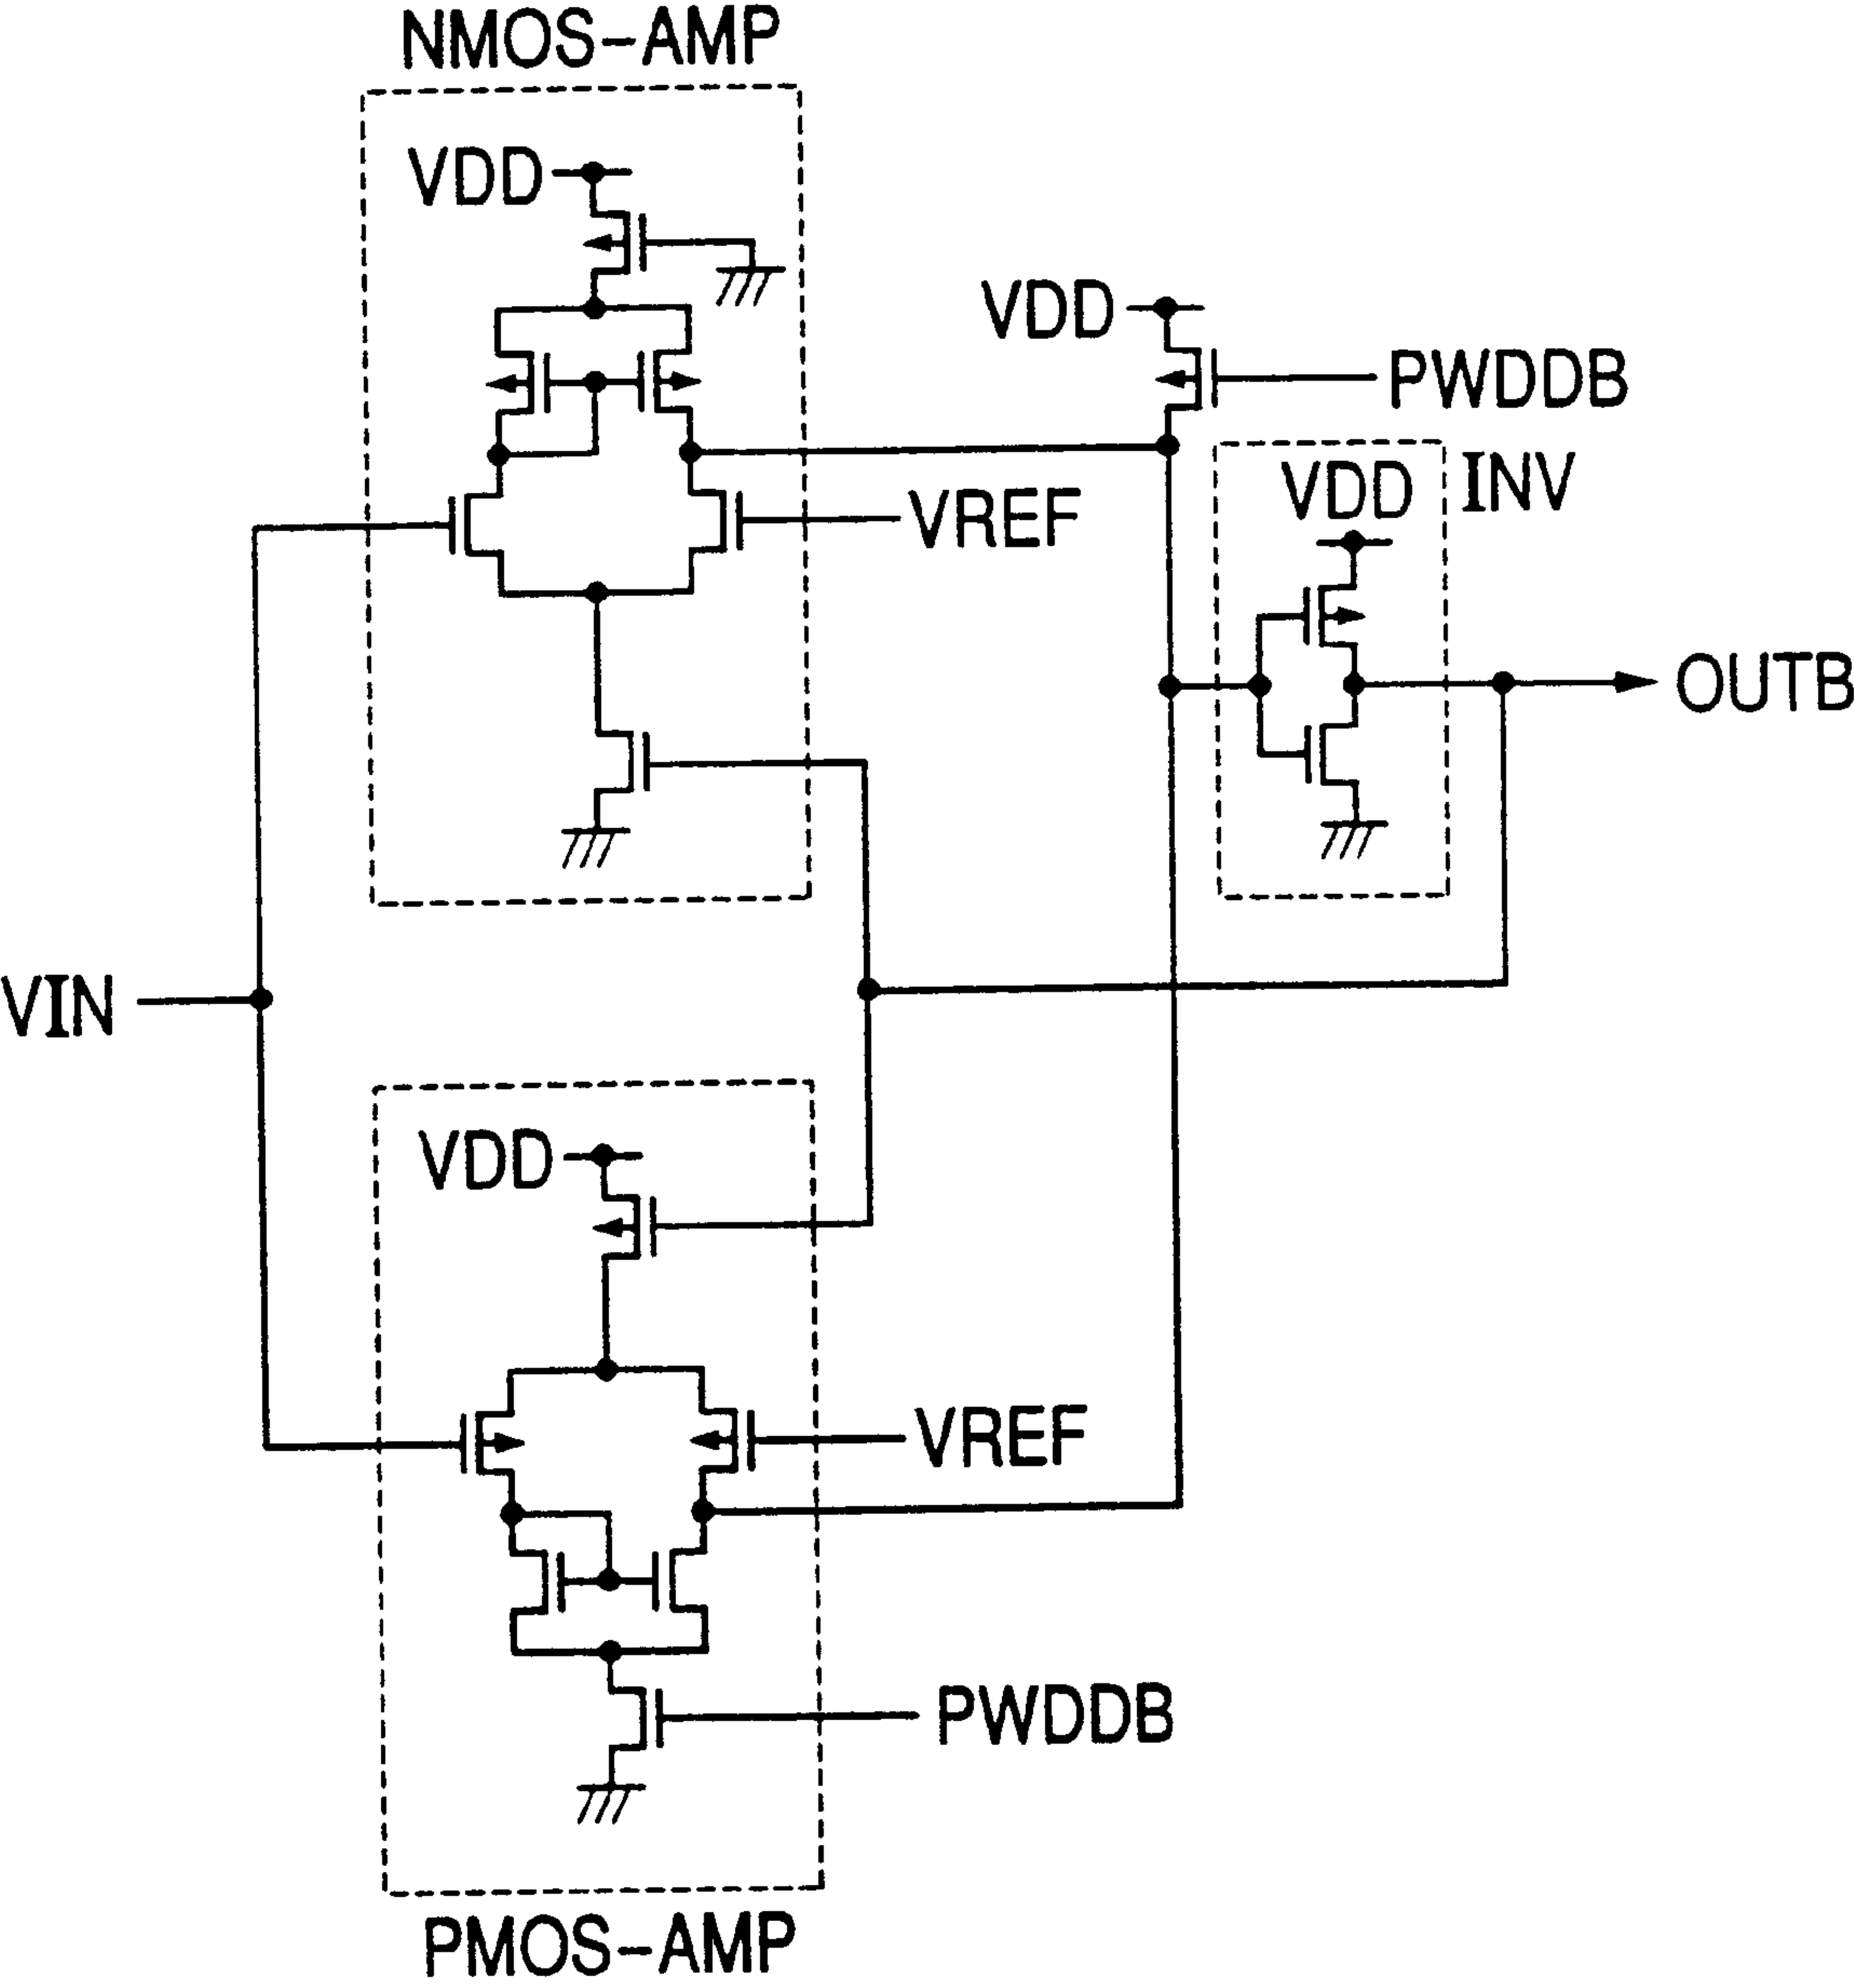 NMOS-AMP
VDD
VDD
PWDDB
VDD
INV
VREF
OUTB
VIN
VDD
VREF
PWDDB
PMOS-AMP